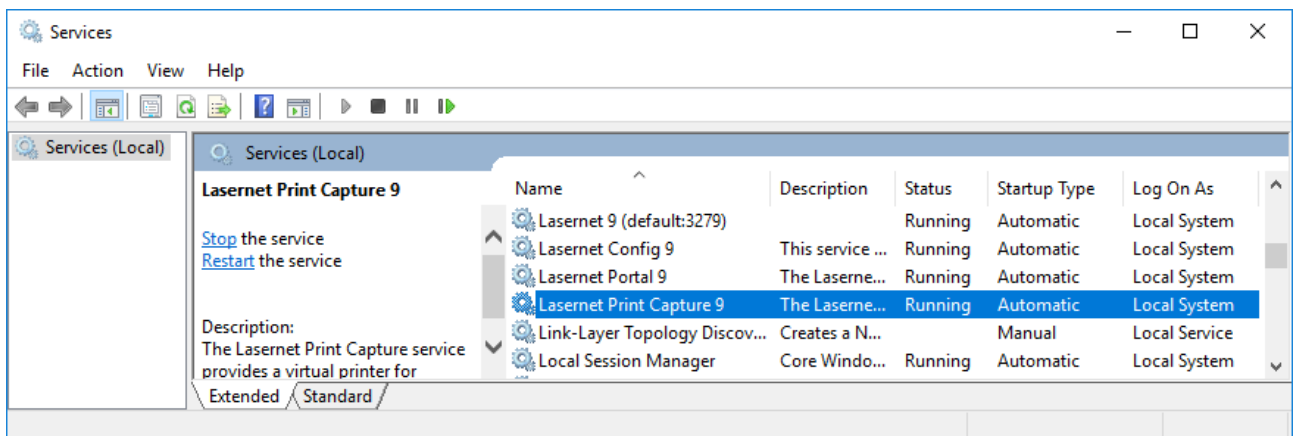 Services
File Action View Help
Services (Local)
Services (Local)
Lasernet Print Capture 9
Stop the service
Restart the service
Description:
The Lasernet Print Capture service
provides a virtual printer for
Name Description Status Startup Type Log On As
Lasernet 9 (default:3279) Running Automatic Local System
Lasernet Config 9 This service ... Running Automatic Local System
Lasernet Portal 9 The Laserne... Running Automatic Local System
Lasernet Print Capture 9 The Laserne... Running Automatic Local System
Link-Layer Topology Discov... Creates a N... Manual Local Service
Local Session Manager Core Windo... Running Automatic Local System
Extended Standard